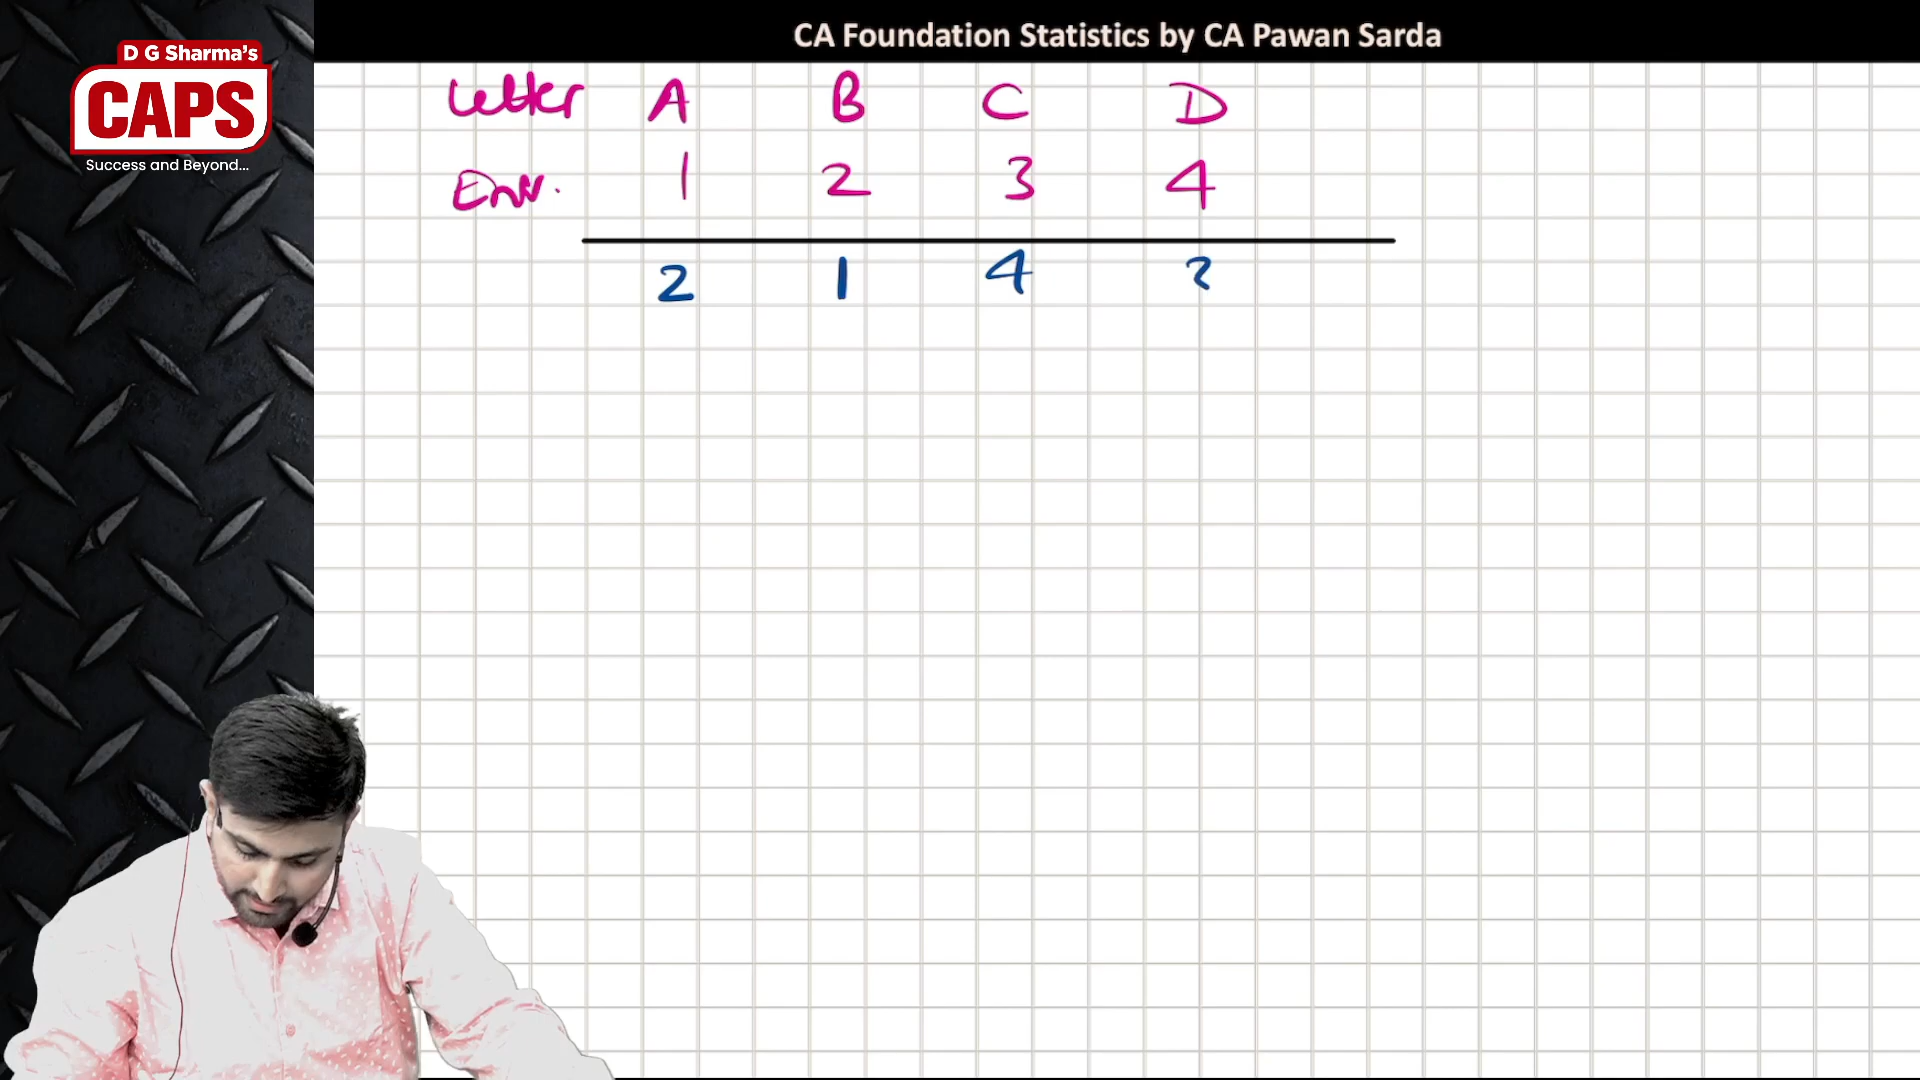 CA Foundation Statistics by CA Pawan Sarda
D G Sharma's
CAPS
Success and Beyond...
Letter A B C D
Env. 1 2 3 4
2 1 4